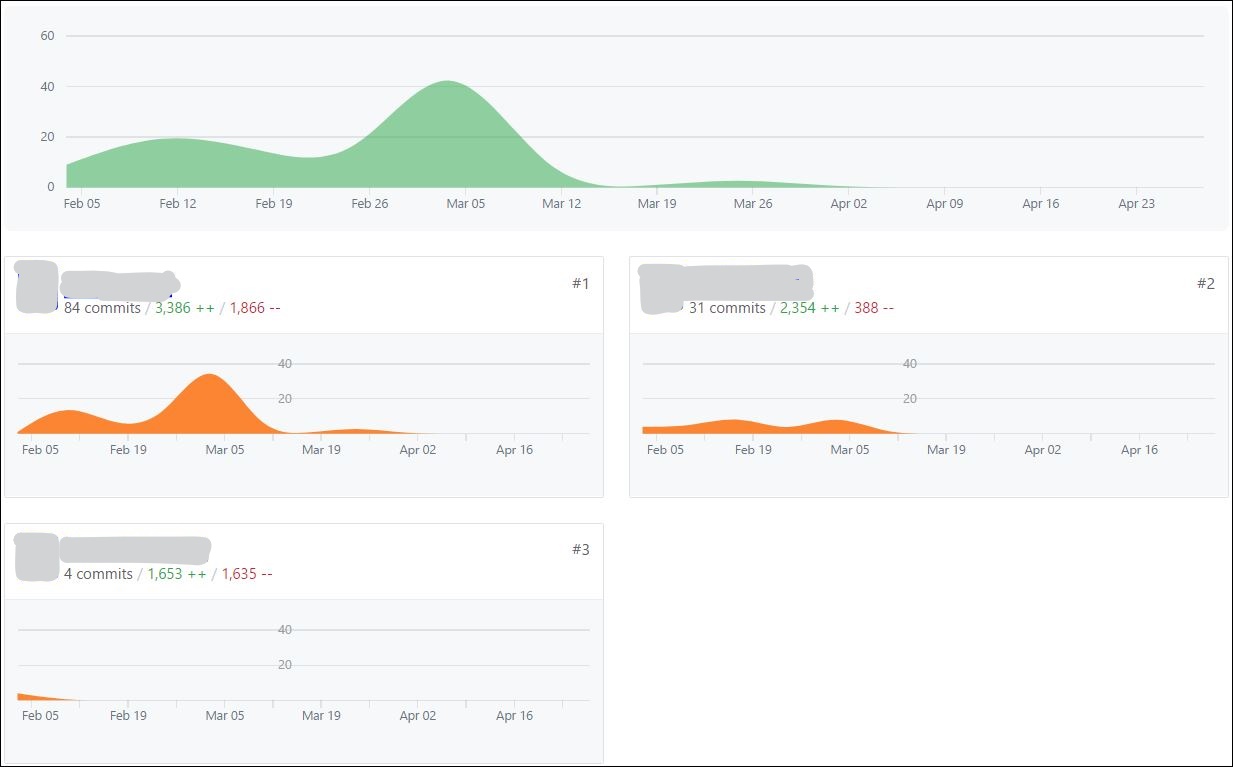 60
40
20
0
Feb 05 Feb 12 Feb 19 Feb 26 Mar 05 Mar 12 Mar 19 Mar 26 Apr 02 Apr 09 Apr 16 Apr 23
#1
84 commits / 3,386 ++ / 1,866 --
40
20
Feb 05 Feb 19 Mar 05 Mar 19 Apr 02 Apr 16
#2
31 commits / 2,354 ++ / 388 --
40
20
Feb 05 Feb 19 Mar 05 Mar 19 Apr 02 Apr 16
#3
4 commits / 1,653 ++ / 1,635 --
40
20
Feb 05 Feb 19 Mar 05 Mar 19 Apr 02 Apr 16